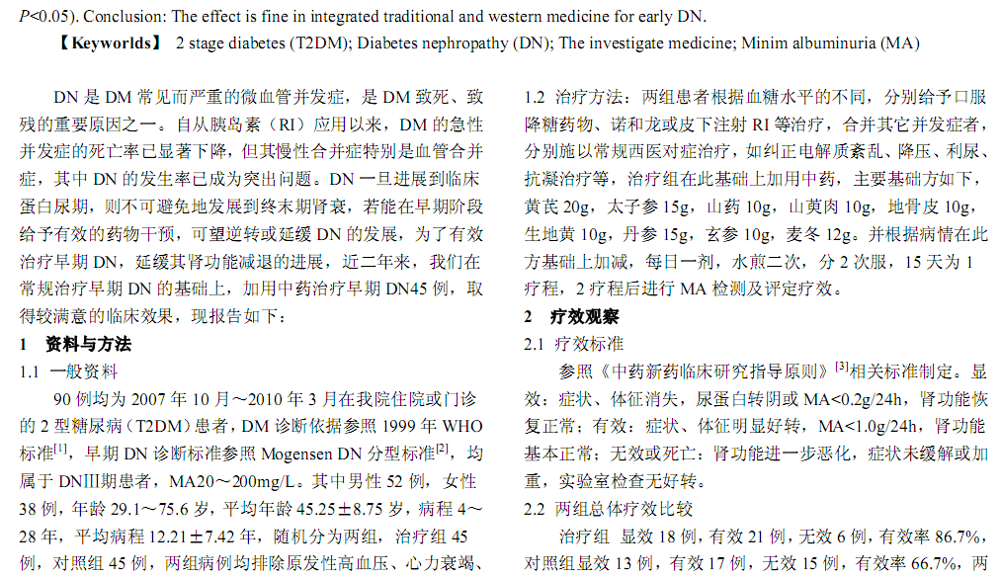 P<0.05). Conclusion: The effect is fine in integrated traditional and western medicine for early DN.
【Keyworlds】 2 stage diabetes (T2DM); Diabetes nephropathy (DN); The investigate medicine; Minim albuminuria (MA)
DN 是 DM 常见而严重的微血管并发症，是 DM 致死、致
残的重要原因之一。自从胰岛素（RI）应用以来，DM 的急性
并发症的死亡率已显著下降，但其慢性合并症特别是血管合并
症，其中 DN 的发生率已成为突出问题。DN 一旦进展到临床
蛋白尿期，则不可避免地发展到终末期肾衰，若能在早期阶段
给予有效的药物干预，可望逆转或延缓 DN 的发展，为了有效
治疗早期 DN，延缓其肾功能减退的进展，近二年来，我们在
常规治疗早期 DN 的基础上，加用中药治疗早期 DN45 例，取
得较满意的临床效果，现报告如下：
1 资料与方法
1.1 一般资料
90 例均为 2007 年 10 月～2010 年 3 月在我院住院或门诊
的 2 型糖尿病（T2DM）患者，DM 诊断依据参照 1999 年 WHO
标准[1]，早期 DN 诊断标准参照 Mogensen DN 分型标准[2]，均
属于 DNⅢ期患者，MA20～200mg/L。其中男性 52 例，女性
38 例，年龄 29.1～75.6 岁，平均年龄 45.25±8.75 岁，病程 4～
28 年，平均病程 12.21±7.42 年，随机分为两组，治疗组 45
例，对照组 45 例，两组病例均排除原发性高血压、心力衰竭、
1.2 治疗方法：两组患者根据血糖水平的不同，分别给予口服
降糖药物、诺和龙或皮下注射 RI 等治疗，合并其它并发症者，
分别施以常规西医对症治疗，如纠正电解质紊乱、降压、利尿、
抗凝治疗等，治疗组在此基础上加用中药，主要基础方如下，
黄芪 20g，太子参 15g，山药 10g，山萸肉 10g，地骨皮 10g，
生地黄 10g，丹参 15g，玄参 10g，麦冬 12g。并根据病情在此
方基础上加减，每日一剂，水煎二次，分 2 次服，15 天为 1
疗程，2 疗程后进行 MA 检测及评定疗效。
2 疗效观察
2.1 疗效标准
参照《中药新药临床研究指导原则》[3]相关标准制定。显
效：症状、体征消失，尿蛋白转阴或 MA<0.2g/24h，肾功能恢
复正常；有效：症状、体征明显好转，MA<1.0g/24h，肾功能
基本正常；无效或死亡：肾功能进一步恶化，症状未缓解或加
重，实验室检查无好转。
2.2 两组总体疗效比较
治疗组 显效 18 例，有效 21 例，无效 6 例，有效率 86.7%，
对照组显效 13 例，有效 17 例，无效 15 例，有效率 66.7%，两